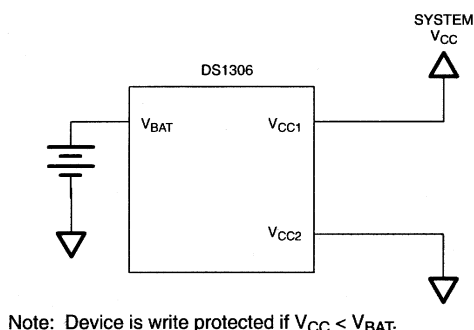 SYSTEM
VCC
DS1306
VBAT
VCC1
VCC2
Note: Device is write protected if VCC < VBAT.